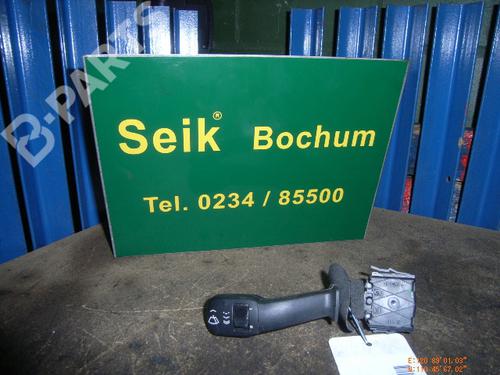 B-PARTS
Seik® Bochum
Tel. 0234 / 85500